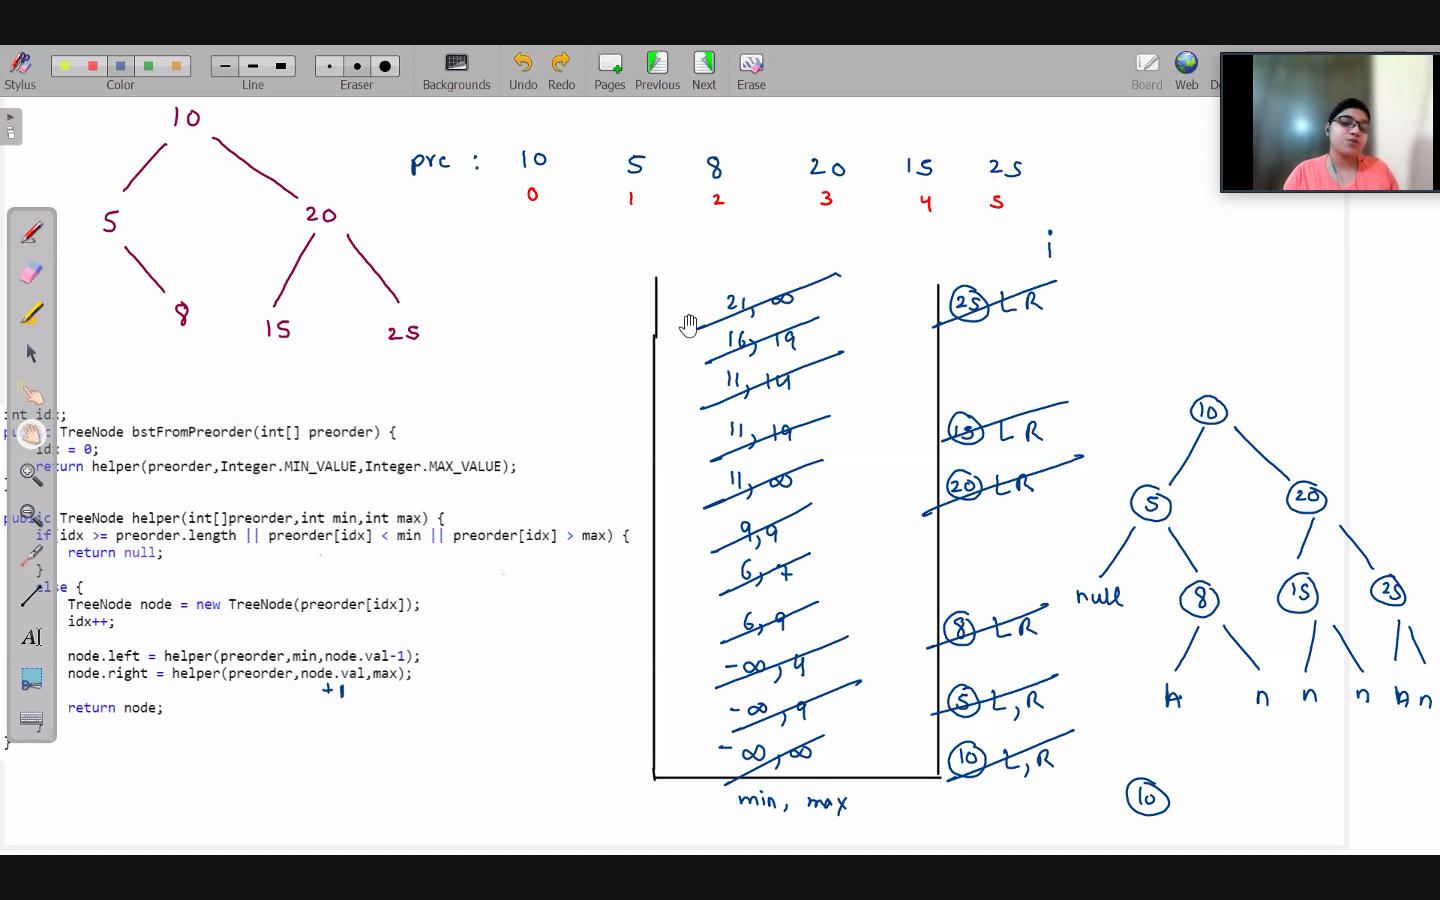 Stylus
Color
Line
Eraser
Backgrounds
Undo
Redo
Pages
Previous
Next
Erase
Board
Web
10
5
20
8
15
25
pre : 10 5 8 20 15 25
0 1 2 3 4 5
i
int idx;
TreeNode bstFromPreorder(int[] preorder) {
idx = 0;
return helper(preorder,Integer.MIN_VALUE,Integer.MAX_VALUE);
TreeNode helper(int[]preorder,int min,int max) {
if(idx >= preorder.length || preorder[idx] < min || preorder[idx] > max) {
return null;
}
else {
TreeNode node = new TreeNode(preorder[idx]);
idx++;
node.left = helper(preorder,min,node.val-1);
node.right = helper(preorder,node.val,max);
+1
return node;
}
}
21, ∞
16, 19
11, 14
11, 19
11, ∞
9,9
6, 7
6, 9
-∞, 4
-∞, 9
-∞, ∞
min, max
25 L R
15 L R
20 L R
8 L R
5 L, R
10 L, R
10
5
20
null
8
15
25
n n n n n
10